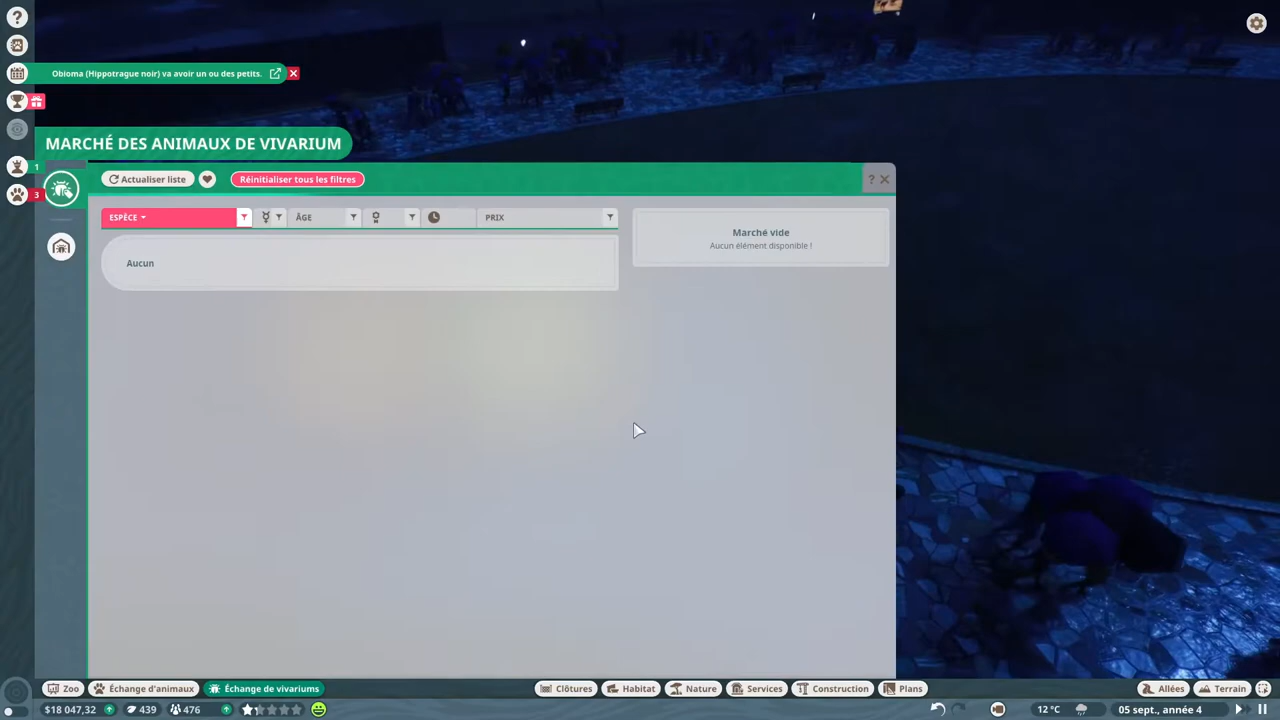 Obioma (Hippotrague noir) va avoir un ou des petits.
MARCHÉ DES ANIMAUX DE VIVARIUM
1
3
Actualiser liste
Réinitialiser tous les filtres
?
ESPÈCE
ÂGE
PRIX
Aucun
Marché vide
Aucun élément disponible !
Zoo
Échange d'animaux
Échange de vivariums
Clôtures
Habitat
Nature
Services
Construction
Plans
Allées
Terrain
$18 047,32
439
476
12 °C
05 sept., année 4